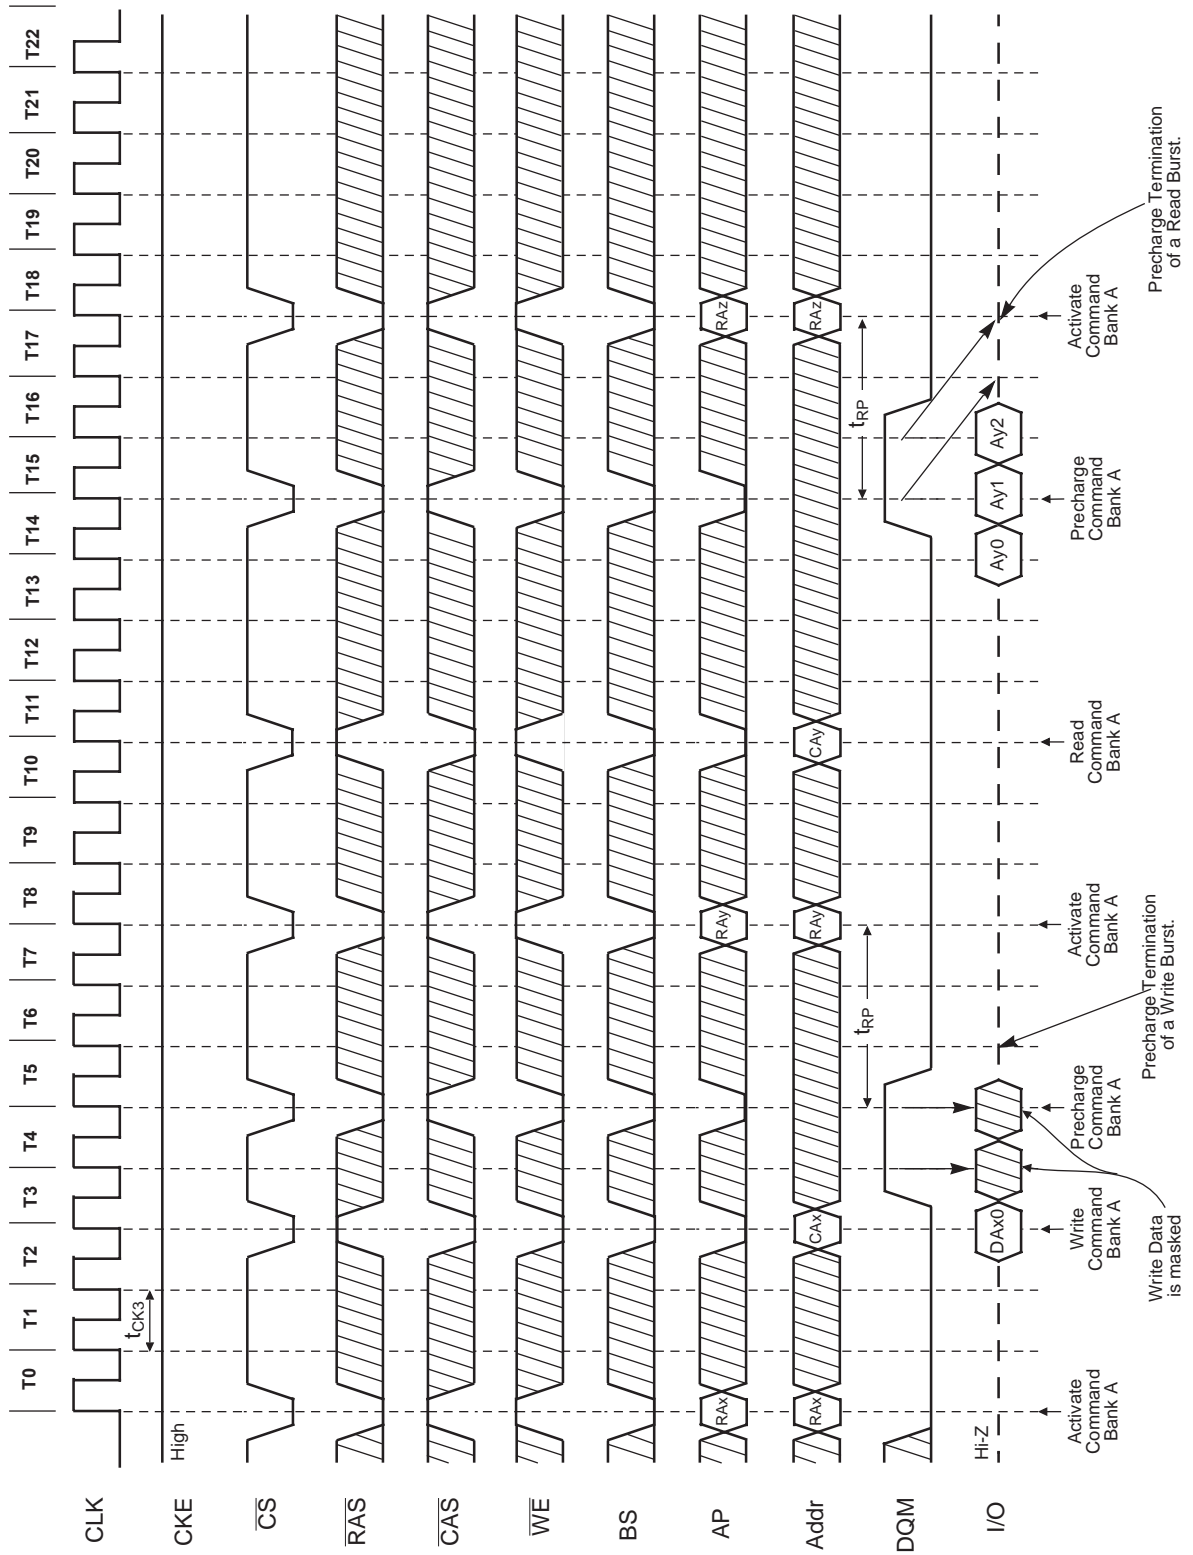 T0 T1 T2 T3 T4 T5 T6 T7 T8 T9 T10 T11 T12 T13 T14 T15 T16 T17 T18 T19 T20 T21 T22
CLK
tCK3
CKE
High
CS
RAS
CAS
WE
BS
AP
RAx RAy RAz
Addr
RAx CAx RAy CAy RAz
tRP tRP
DQM
I/O
Hi-Z
DAx0 Ay0 Ay1 Ay2
Activate
Command
Bank A
Write
Command
Bank A
Precharge
Command
Bank A
Activate
Command
Bank A
Read
Command
Bank A
Precharge
Command
Bank A
Activate
Command
Bank A
Write Data
is masked
Precharge Termination
of a Write Burst.
Precharge Termination
of a Read Burst.